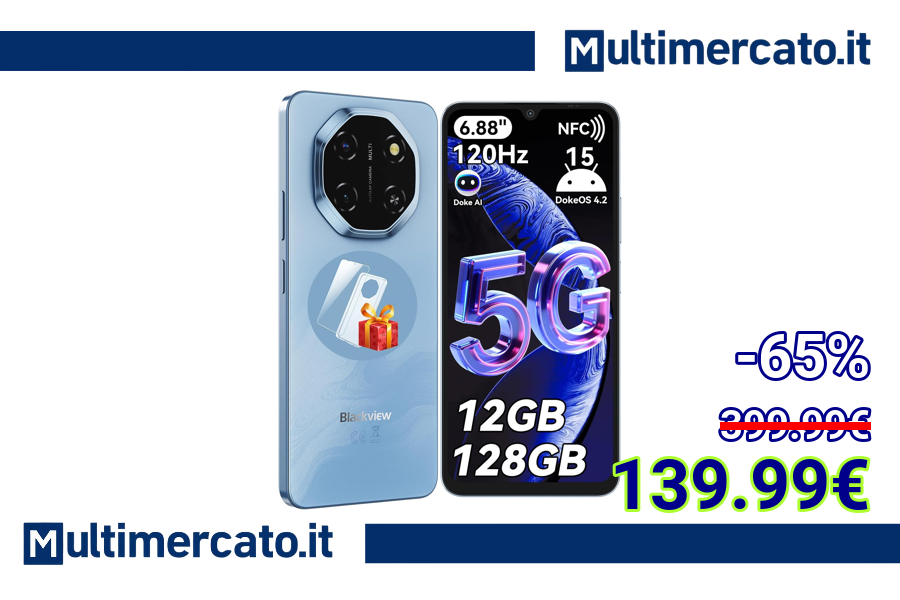 Multimercato.it
MULTI
6.88"
NFC
120Hz
15
Doke AI
DokeOS 4.2
5G
Blackview
12GB
128GB
-65%
399.99€
139.99€
Multimercato.it